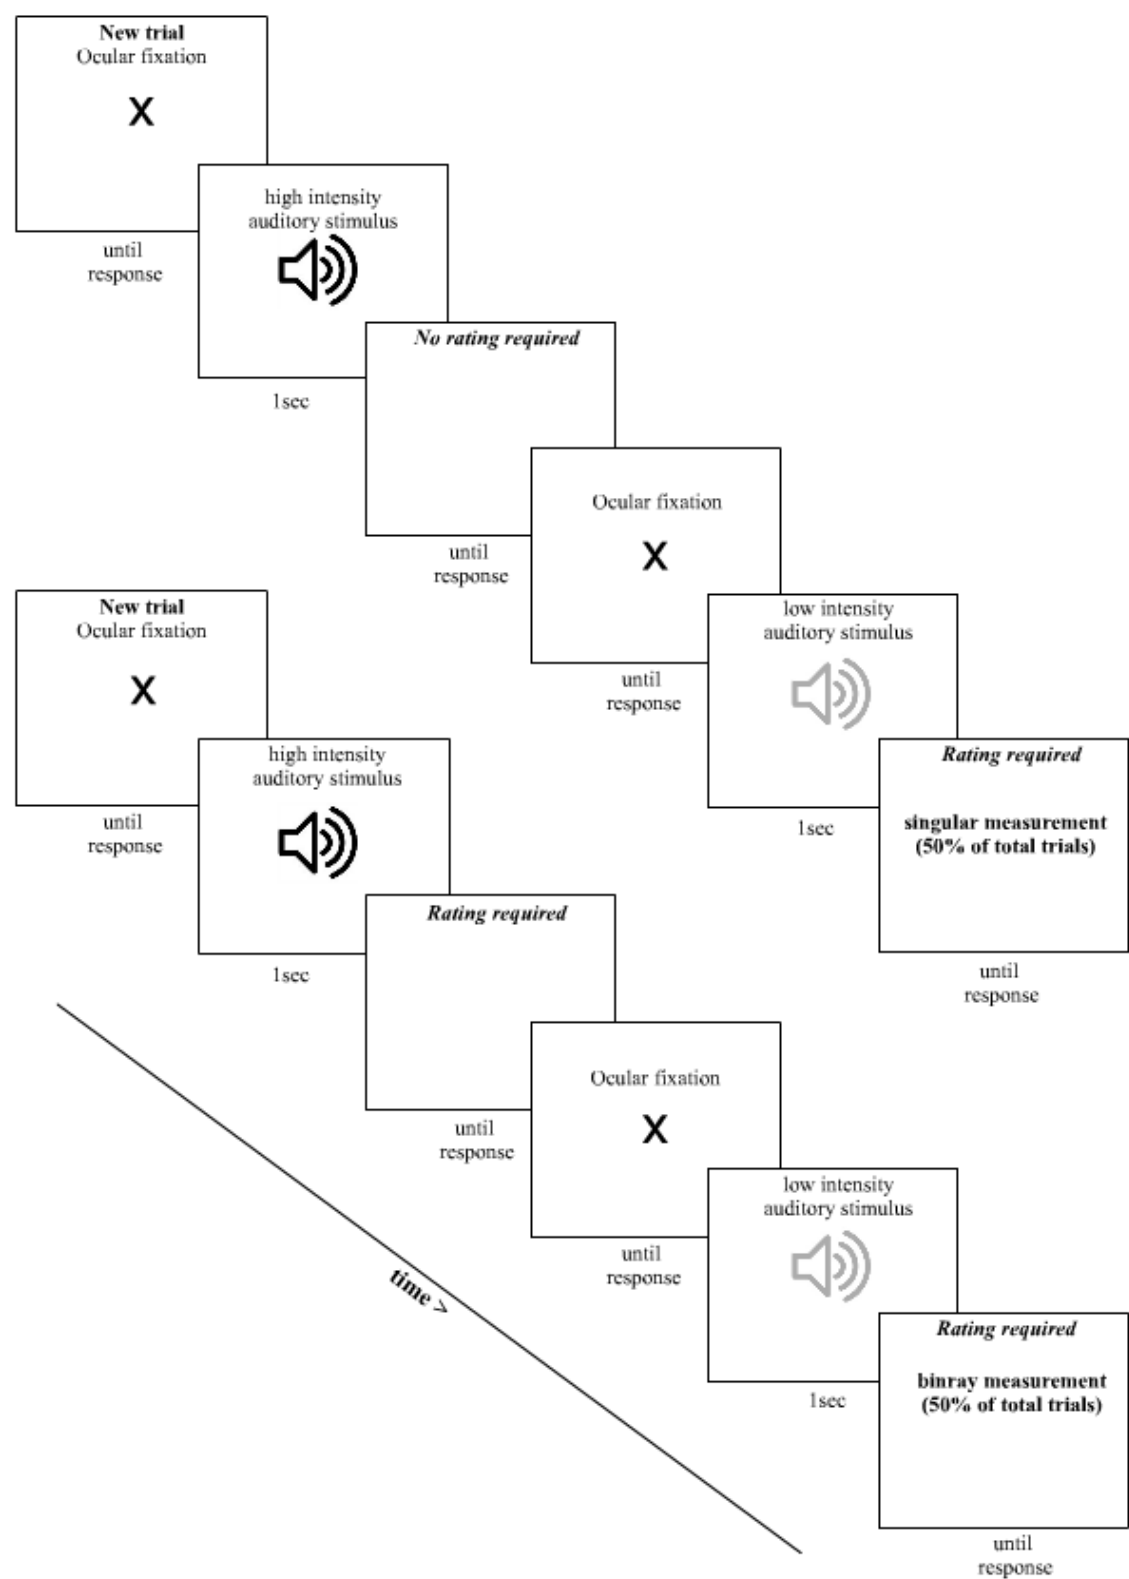 New trial
Ocular fixation
X
until
response
high intensity
auditory stimulus
1sec
No rating required
until
response
Ocular fixation
X
until
response
low intensity
auditory stimulus
1sec
Rating required
singular measurement
(50% of total trials)
until
response
New trial
Ocular fixation
X
until
response
high intensity
auditory stimulus
1sec
Rating required
until
response
Ocular fixation
X
until
response
low intensity
auditory stimulus
1sec
Rating required
binray measurement
(50% of total trials)
until
response
time >